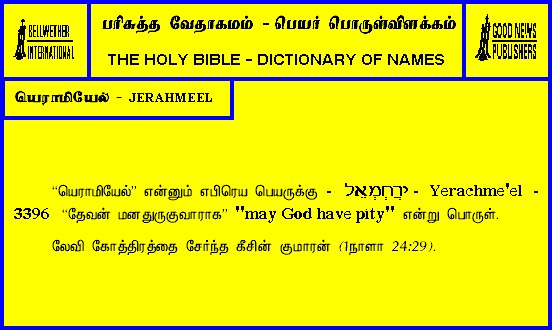 BELLWETHER
INTERNATIONAL
பரிசுத்த வேதாகமம் - பெயர் பொருள்விளக்கம்
THE HOLY BIBLE - DICTIONARY OF NAMES
GOOD NEWS
PUBLISHERS
யெராமியேல் - JERAHMEEL
“யெராமியேல்” என்னும் எபிரெய பெயருக்கு - יְרַחְמְאֵל - Yerachme'el -
3396 “தேவன் மனதுருகுவாராக” "may God have pity" என்று பொருள்.
லேவி கோத்திரத்தை சேர்ந்த கீசின் குமாரன் (1நாளா 24:29).